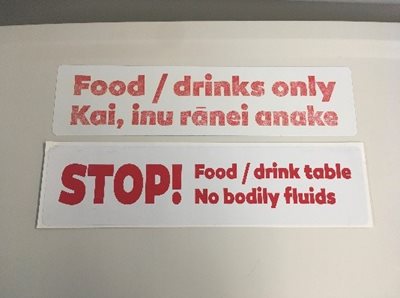 Food / drinks only
Kai, inu rānei anake
STOP! Food / drink table
No bodily fluids